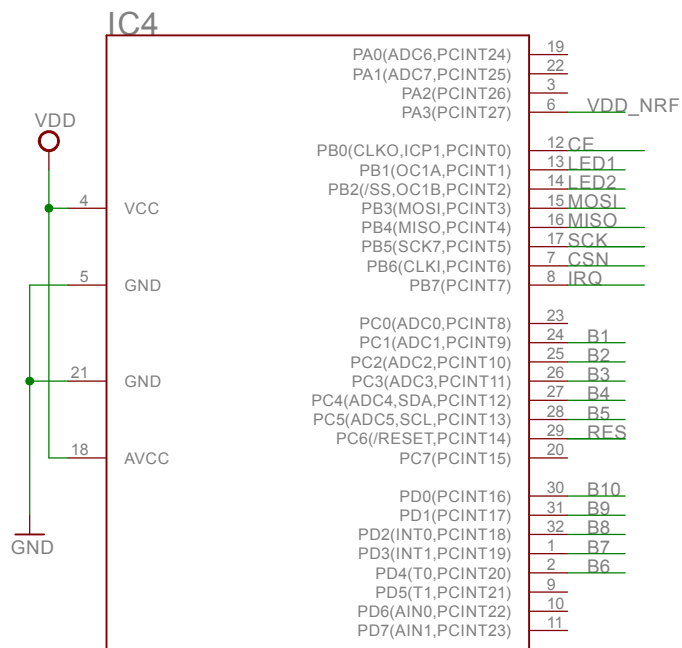 IC4
PA0(ADC6,PCINT24) 19
PA1(ADC7,PCINT25) 22
PA2(PCINT26) 3
PA3(PCINT27) 6 VDD_NRF
VDD
PB0(CLKO,ICP1,PCINT0) 12 CE
PB1(OC1A,PCINT1) 13 LED1
PB2(/SS,OC1B,PCINT2) 14 LED2
4 VCC PB3(MOSI,PCINT3) 15 MOSI
PB4(MISO,PCINT4) 16 MISO
PB5(SCK7,PCINT5) 17 SCK
PB6(CLKI,PCINT6) 7 CSN
5 GND PB7(PCINT7) 8 IRQ
PC0(ADC0,PCINT8) 23
PC1(ADC1,PCINT9) 24 B1
PC2(ADC2,PCINT10) 25 B2
21 GND PC3(ADC3,PCINT11) 26 B3
PC4(ADC4,SDA,PCINT12) 27 B4
PC5(ADC5,SCL,PCINT13) 28 B5
PC6(/RESET,PCINT14) 29 RES
18 AVCC PC7(PCINT15) 20
PD0(PCINT16) 30 B10
PD1(PCINT17) 31 B9
PD2(INT0,PCINT18) 32 B8
GND PD3(INT1,PCINT19) 1 B7
PD4(T0,PCINT20) 2 B6
PD5(T1,PCINT21) 9
PD6(AIN0,PCINT22) 10
PD7(AIN1,PCINT23) 11